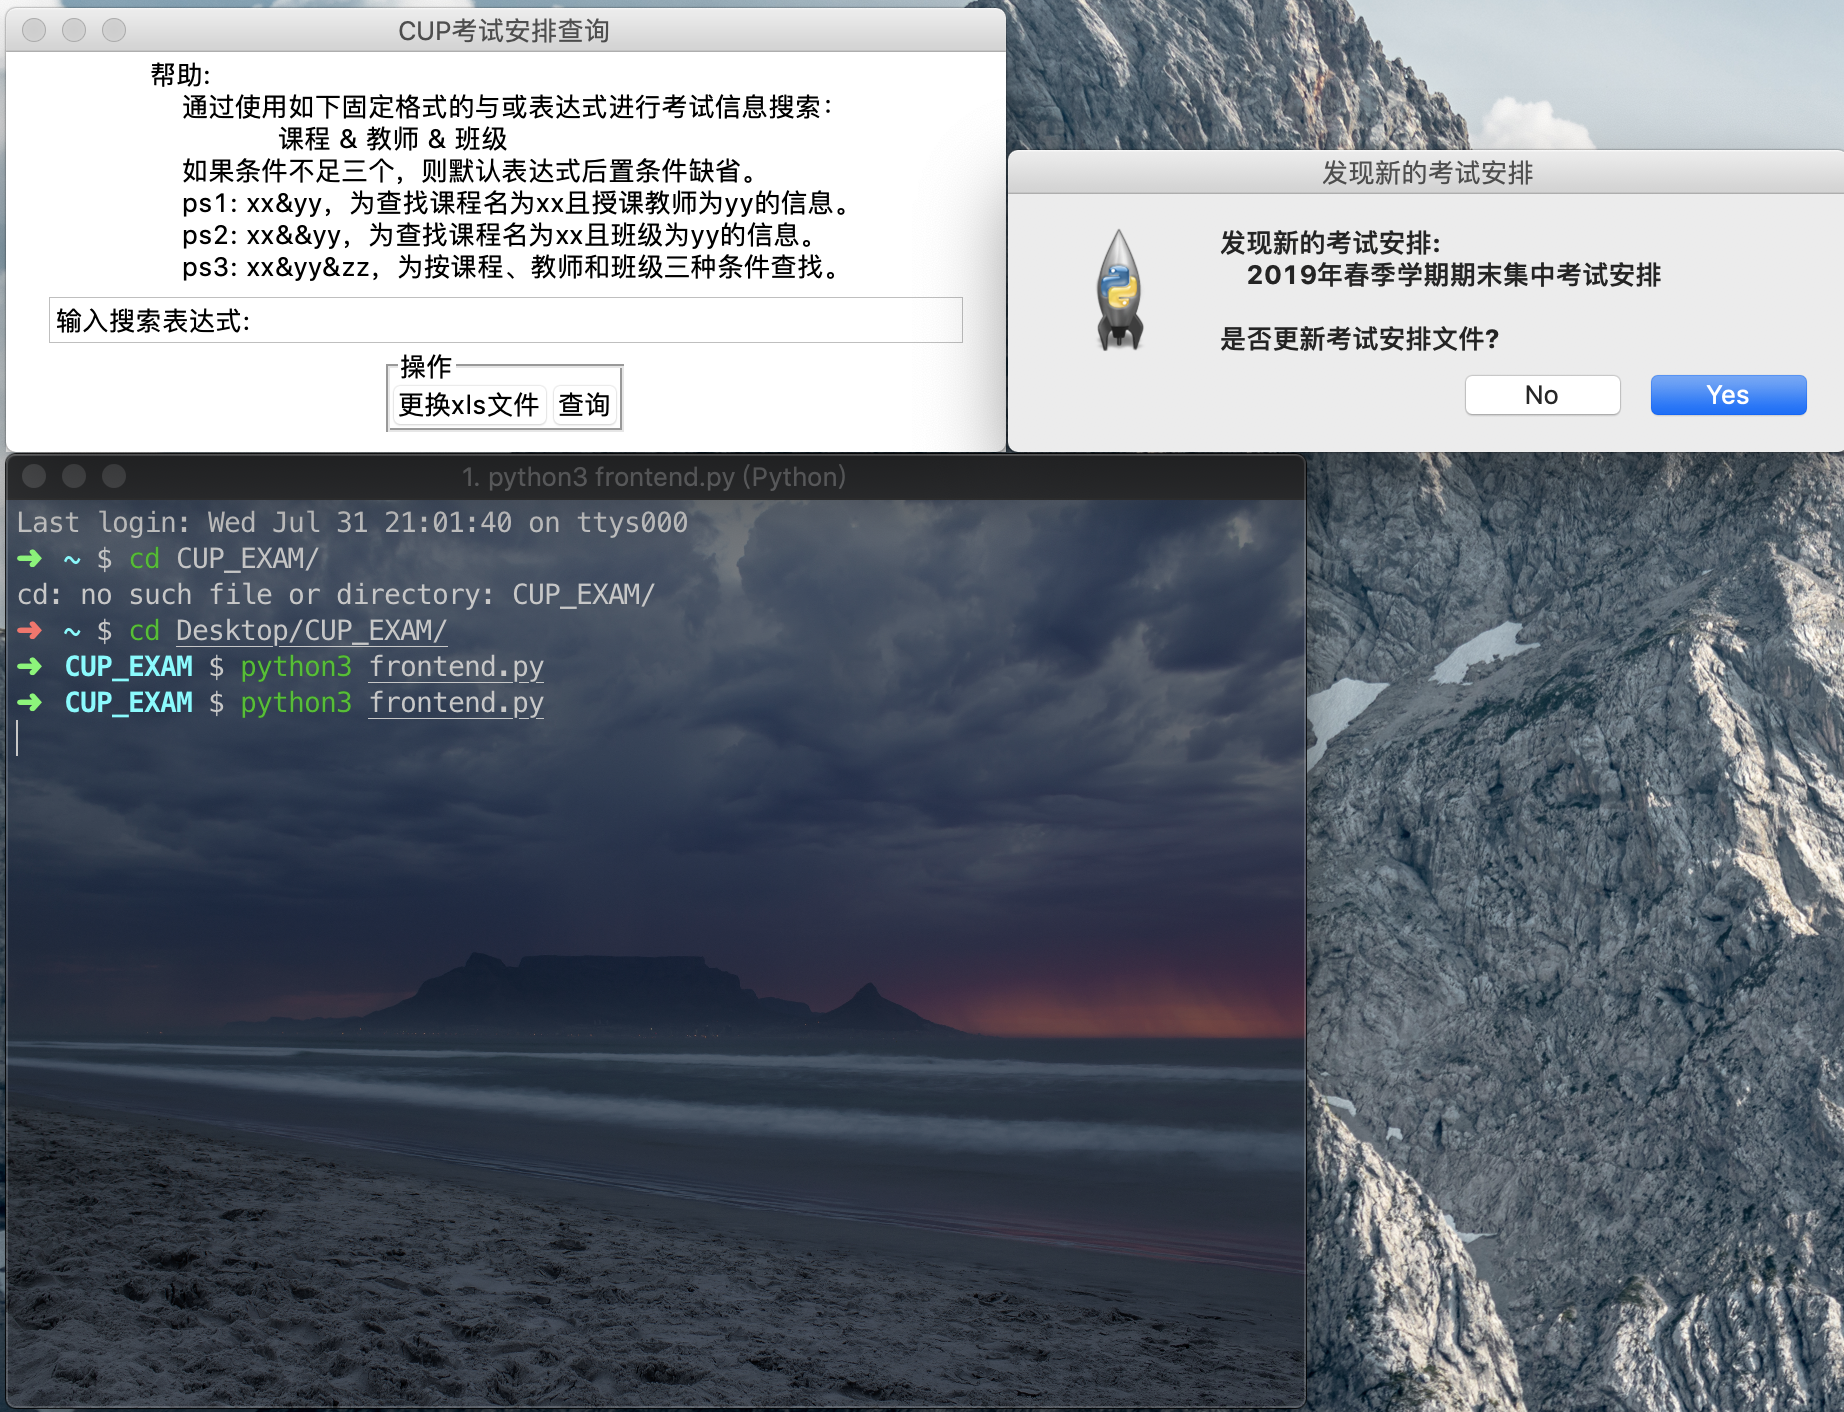 CUP考试安排查询
帮助:
通过使用如下固定格式的与或表达式进行考试信息搜索:
课程 & 教师 & 班级
如果条件不足三个，则默认表达式后置条件缺省。
ps1: xx&yy，为查找课程名为xx且授课教师为yy的信息。
ps2: xx&&yy，为查找课程名为xx且班级为yy的信息。
ps3: xx&yy&zz，为按课程、教师和班级三种条件查找。
输入搜索表达式:
操作
更换xls文件 查询
发现新的考试安排
发现新的考试安排:
2019年春季学期期末集中考试安排
是否更新考试安排文件?
No Yes
1. python3 frontend.py (Python)
Last login: Wed Jul 31 21:01:40 on ttys000
➜ ~ $ cd CUP_EXAM/
cd: no such file or directory: CUP_EXAM/
➜ ~ $ cd Desktop/CUP_EXAM/
➜ CUP_EXAM $ python3 frontend.py
➜ CUP_EXAM $ python3 frontend.py